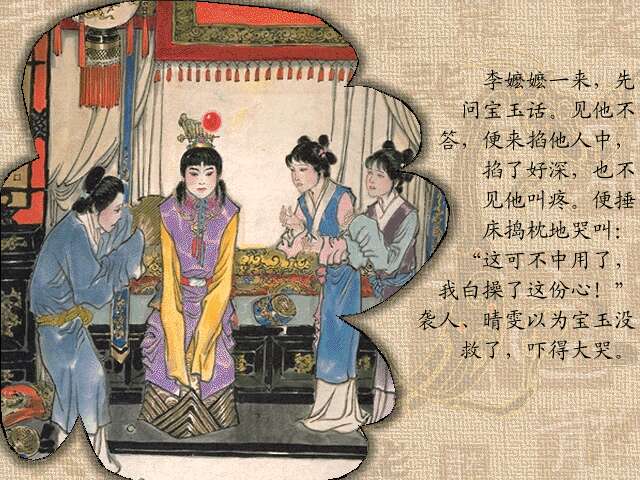 李嬷嬷一来，先
问宝玉话。见他不
答，便来掐他人中，
掐了好深，也不
见他叫疼。便捶
床捣枕地哭叫：
“这可不中用了，
我白操了这份心！”
袭人、晴雯以为宝玉没
救了，吓得大哭。